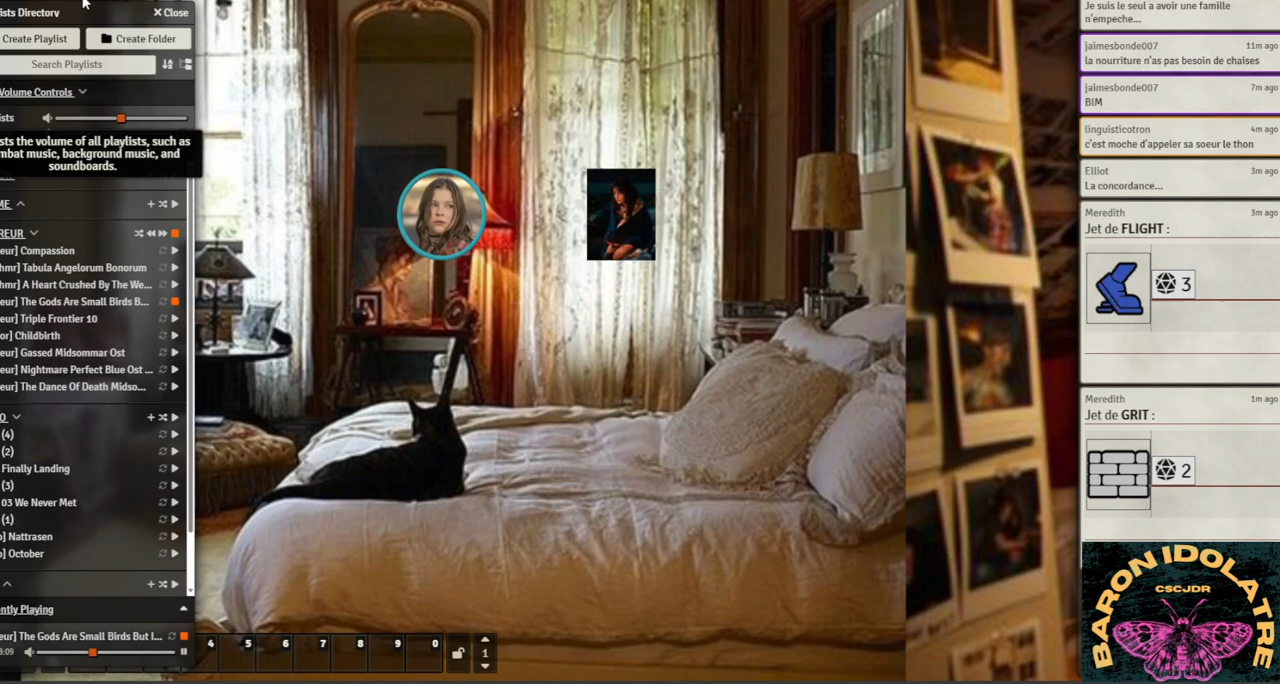 ists Directory
Close
Create Playlist
Create Folder
Search Playlists
Volume Controls
ists
sts the volume of all playlists, such as
mbat music, background music, and
soundboards.
ME
REUR
eur] Compassion
hmr] Tabula Angelorum Bonorum
hmr] A Heart Crushed By The We...
eur] The Gods Are Small Birds B...
eur] Triple Frontier 10
or] Childbirth
eur] Gassed Midsommar Ost
eur] Nightmare Perfect Blue Ost ...
eur] The Dance Of Death Midso...
O
(4)
(2)
Finally Landing
(3)
03 We Never Met
(1)
o] Nattrasen
o] October
ently Playing
eur] The Gods Are Small Birds But I...
3:09
4 5 6 7 8 9 0
1
Je suis le seul a avoir une famille
n'empeche...
jaimesbonde007 11m ago
la nourriture n'as pas besoin de chaises
jaimesbonde007 7m ago
BIM
linguisticotron 4m ago
c'est moche d'appeler sa soeur le thon
Elliot 3m ago
La concordance...
Meredith 3m ago
Jet de FLIGHT :
3
Meredith 1m ago
Jet de GRIT :
2
BARON IDOLATRE
CSCJDR